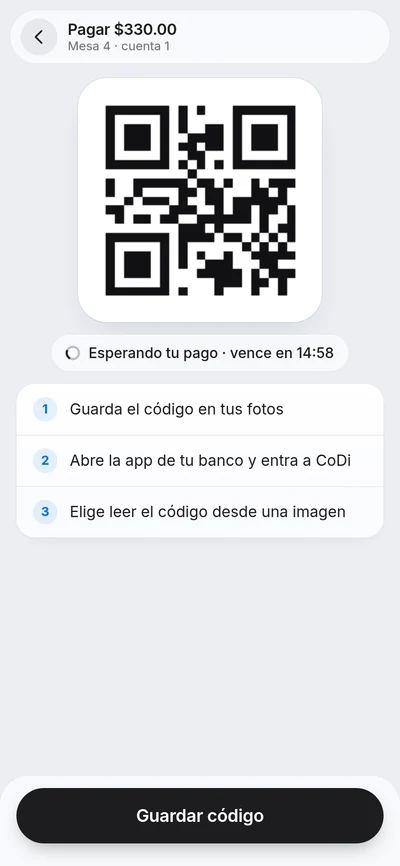 Pagar $330.00
Mesa 4 · cuenta 1
Esperando tu pago · vence en 14:58
1 Guarda el código en tus fotos
2 Abre la app de tu banco y entra a CoDi
3 Elige leer el código desde una imagen
Guardar código